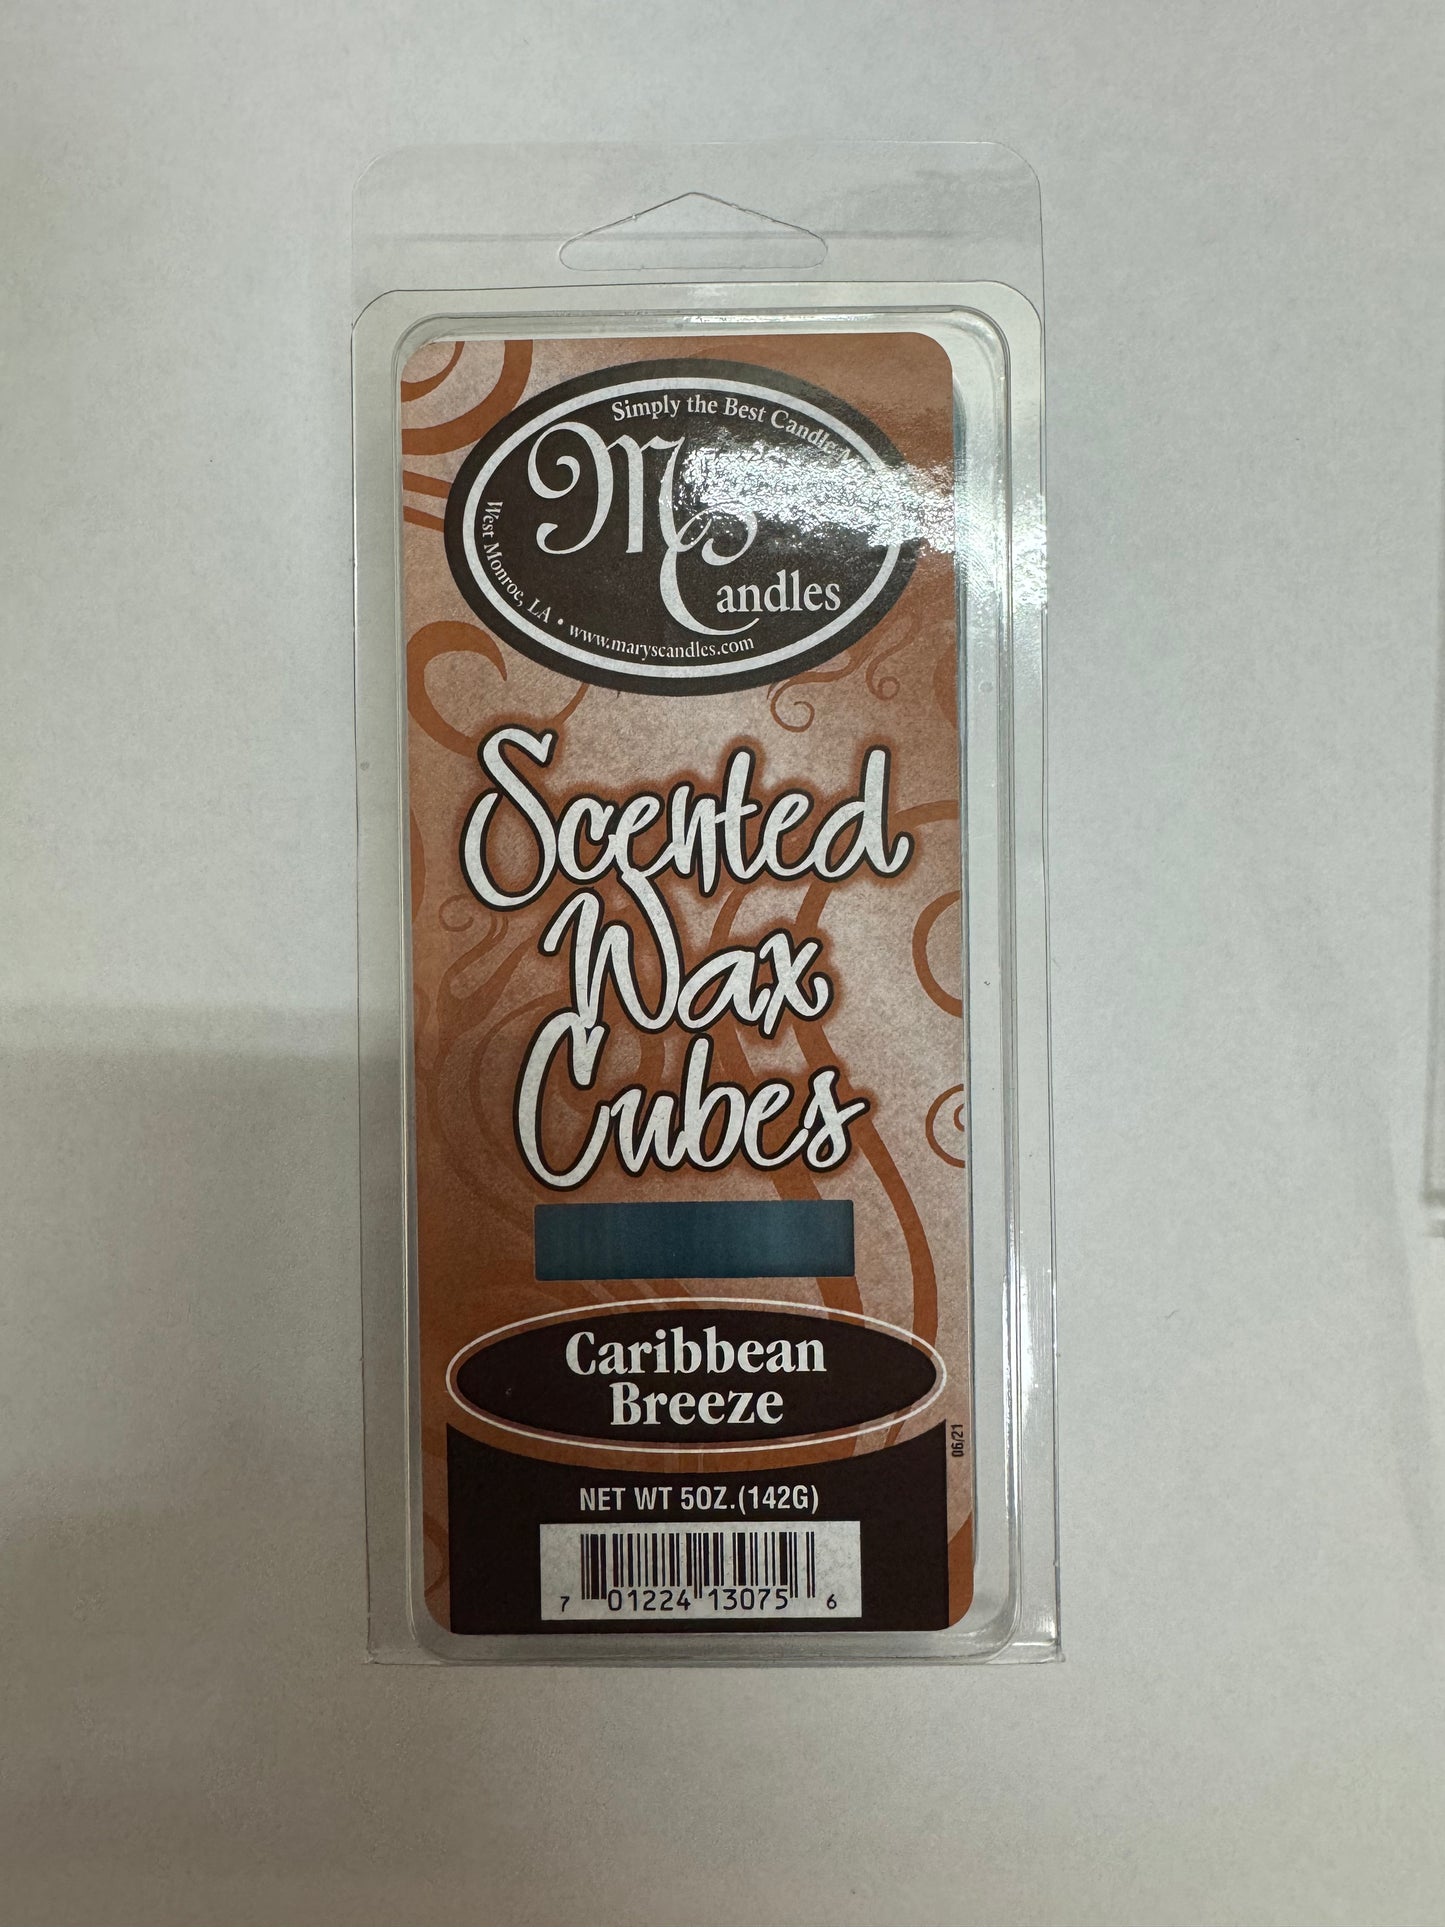 Simply the Best Candle
Candles
West Monroe, LA • www.maryscandles.com
Scented
Wax
Cubes
Caribbean
Breeze
06/21
NET WT 5OZ.(142G)
7 01224 13075 6